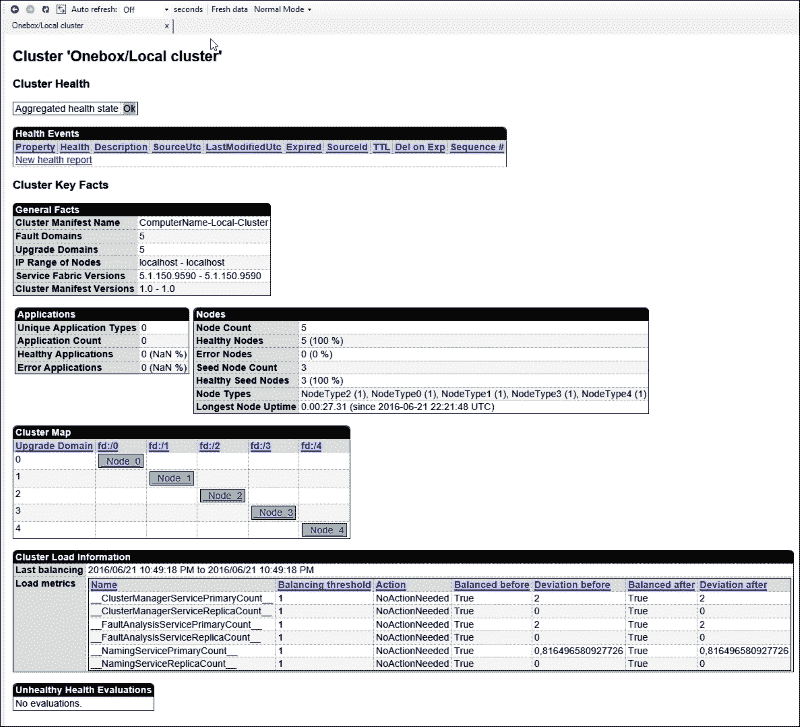 Auto refresh: Off seconds Fresh data Normal Mode
Onebox/Local cluster x
Cluster 'Onebox/Local cluster'
Cluster Health
Aggregated health state Ok
Health Events
Property Health Description SourceUtc LastModifiedUtc Expired SourceId TTL Del on Exp Sequence #
New health report
Cluster Key Facts
General Facts
Cluster Manifest Name ComputerName-Local-Cluster
Fault Domains 5
Upgrade Domains 5
IP Range of Nodes localhost - localhost
Service Fabric Versions 5.1.150.9590 - 5.1.150.9590
Cluster Manifest Versions 1.0 - 1.0
Applications
Unique Application Types 0
Application Count 0
Healthy Applications 0 (NaN %)
Error Applications 0 (NaN %)
Nodes
Node Count 5
Healthy Nodes 5 (100 %)
Error Nodes 0 (0 %)
Seed Node Count 3
Healthy Seed Nodes 3 (100 %)
Node Types NodeType2 (1), NodeType0 (1), NodeType1 (1), NodeType3 (1), NodeType4 (1)
Longest Node Uptime 0.00:27.31 (since 2016-06-21 22:21:48 UTC)
Cluster Map
Upgrade Domain fd:/0 fd:/1 fd:/2 fd:/3 fd:/4
0 Node 0
1 Node 1
2 Node 2
3 Node 3
4 Node 4
Cluster Load Information
Last balancing 2016/06/21 10:49:18 PM to 2016/06/21 10:49:18 PM
Load metrics Name Balancing threshold Action Balanced before Deviation before Balanced after Deviation after
__ClusterManagerServicePrimaryCount__ 1 NoActionNeeded True 2 True 2
__ClusterManagerServiceReplicaCount__ 1 NoActionNeeded True 0 True 0
__FaultAnalysisServicePrimaryCount__ 1 NoActionNeeded True 2 True 2
__FaultAnalysisServiceReplicaCount__ 1 NoActionNeeded True 0 True 0
__NamingServicePrimaryCount__ 1 NoActionNeeded True 0,816496580927726 True 0,816496580927726
__NamingServiceReplicaCount__ 1 NoActionNeeded True 0 True 0
Unhealthy Health Evaluations
No evaluations.